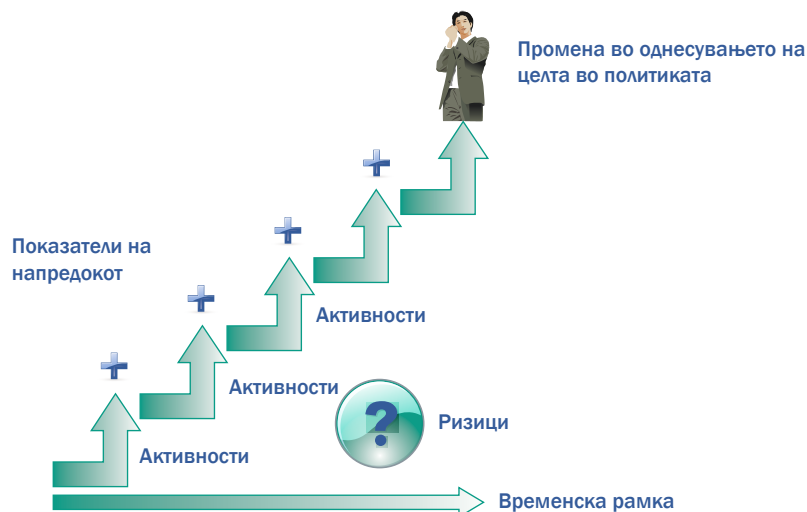 Промена во однесувањето на
целта во политиката
Показатели на
напредокот
Активности
Активности
Ризици
Активности
Временска рамка